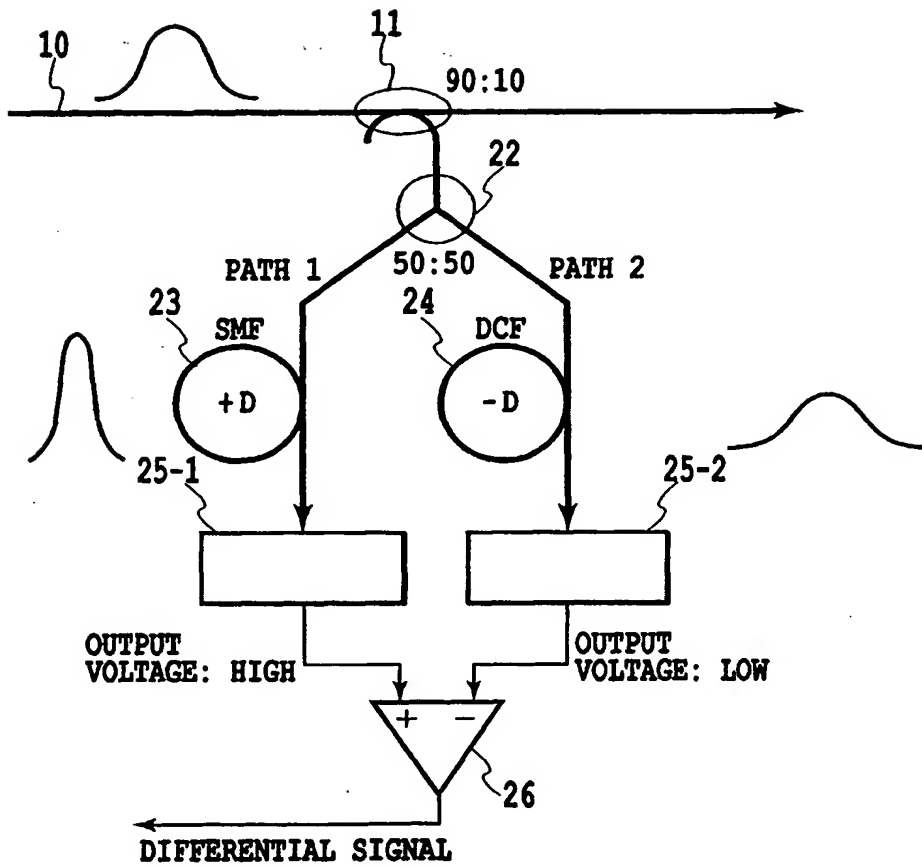 10
11
90:10
22
50:50
PATH 1
PATH 2
23
SMF
+D
24
DCF
-D
25-1
25-2
OUTPUT
VOLTAGE: HIGH
OUTPUT
VOLTAGE: LOW
+ -
26
DIFFERENTIAL SIGNAL